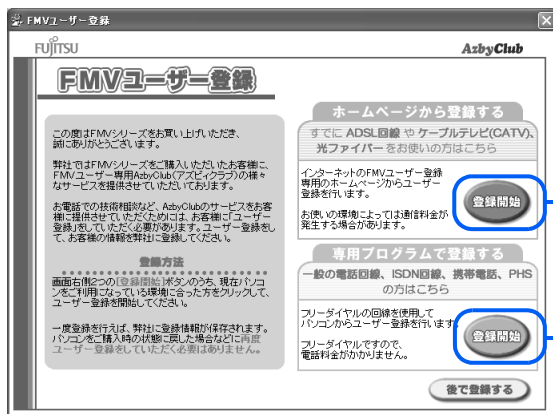 FMVユーザー登録
FUJITSU
AzbyClub
FMVユーザー登録
この度はFMVシリーズをお買い上げいただき、
誠にありがとうございます。
弊社ではFMVシリーズをご購入いただいたお客様に、
FMVユーザー専用AzbyClub(アズビィクラブ)の様々
なサービスを提供させていただいております。
お電話での技術相談など、AzbyClubのサービスをお客
様に提供させていただくためには、お客様に「ユーザー
登録」をしていただく必要があります。ユーザー登録をし
て、お客様の情報を弊社に登録してください。
登録方法
画面右側2つの[登録開始]ボタンのうち、現在パソコ
ンをご利用になっている環境に合った方をクリックして、
ユーザー登録を開始してください。
一度登録を行えば、弊社に登録情報が保存されます。
パソコンをご購入時の状態に戻した場合などに再度
ユーザー登録をしていただく必要はありません。
ホームページから登録する
すでに ADSL回線 や ケーブルテレビ(CATV)、
光ファイバー をお使いの方はこちら
インターネットのFMVユーザー登録
専用のホームページからユーザー
登録を行います。
お使いの環境によっては通信料金が
発生する場合があります。
登録開始
専用プログラムで登録する
一般の電話回線、ISDN回線、携帯電話、PHS
の方はこちら
フリーダイヤルの回線を使用して
パソコンからユーザー登録を行います。
フリーダイヤルですので、
電話料金がかかりません。
登録開始
後で登録する